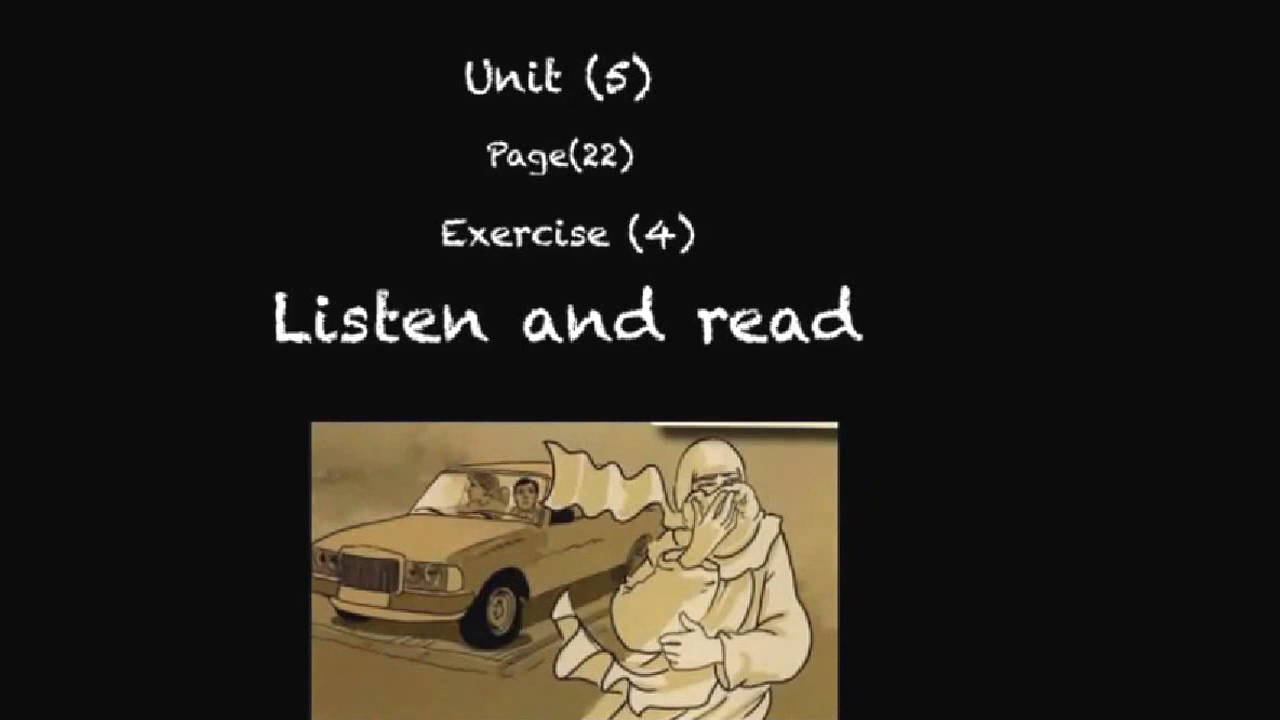 Unit (5)
Page(22)
Exercise (4)
Listen and read